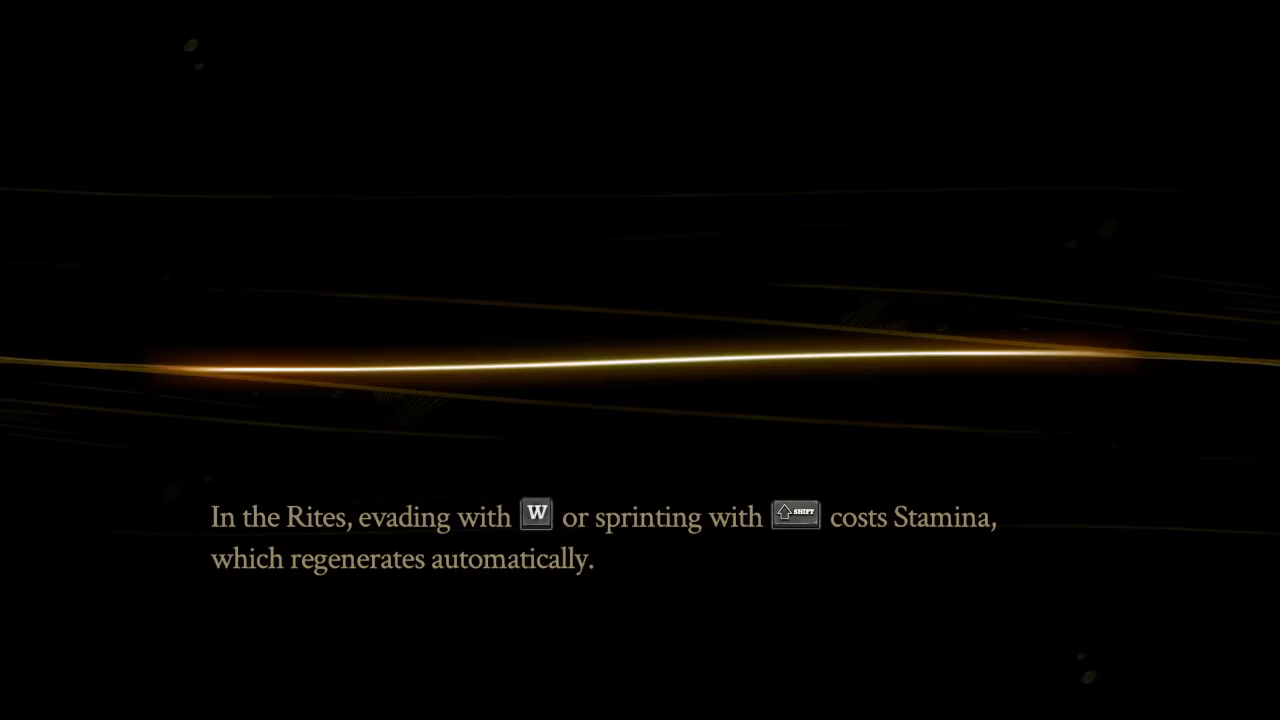 In the Rites, evading with W or sprinting with SHIFT costs Stamina,
which regenerates automatically.